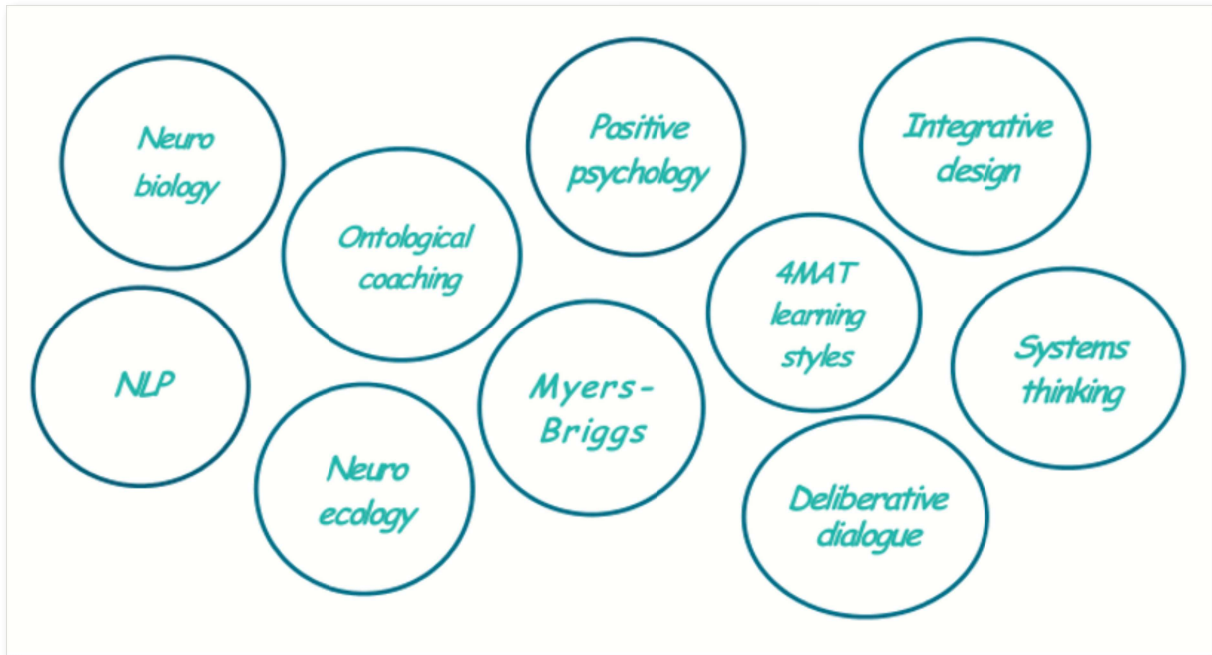 Neuro
biology
Ontological
coaching
Positive
psychology
Integrative
design
4MAT
learning
styles
Systems
thinking
NLP
Neuro
ecology
Myers-
Briggs
Deliberative
dialogue